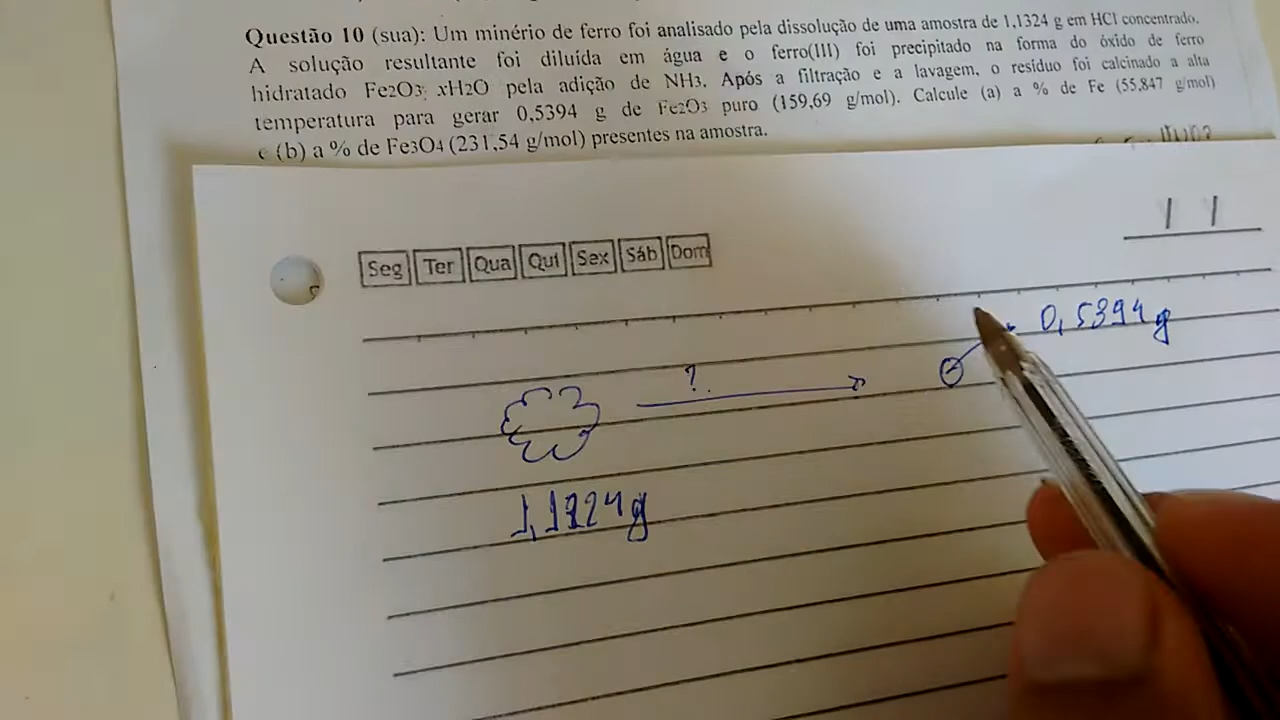 Questão 10 (sua): Um minério de ferro foi analisado pela dissolução de uma amostra de 1,1324 g em HCl concentrado.
A solução resultante foi diluída em água e o ferro(III) foi precipitado na forma do óxido de ferro
hidratado Fe2O3; xH2O pela adição de NH3. Após a filtração e a lavagem, o resíduo foi calcinado a alta
temperatura para gerar 0,5394 g de Fe2O3 puro (159,69 g/mol). Calcule (a) a % de Fe (55,847 g/mol)
e (b) a % de Fe3O4 (231,54 g/mol) presentes na amostra.
Seg Ter Qua Qui Sex Sáb Dom
0,5394 g
?
1,1324 g